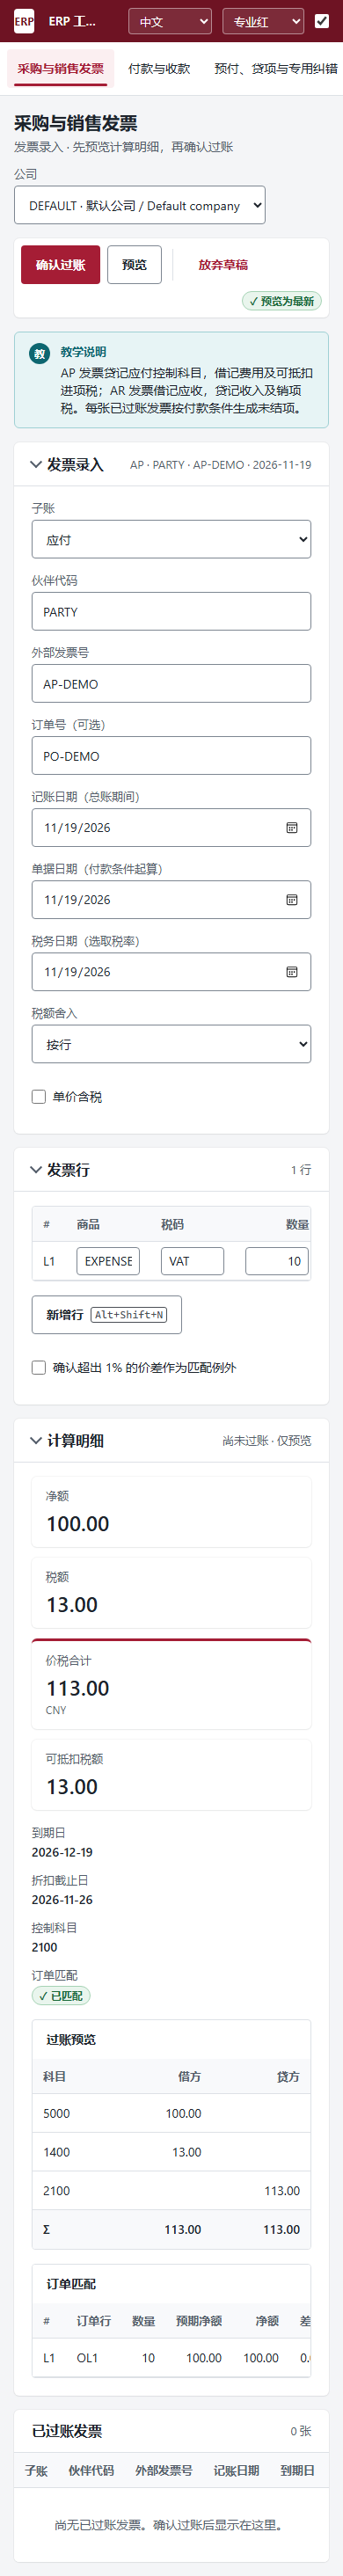 ERP ERP 工... 中文 专业红
采购与销售发票 付款与收款 预付、贷项与专用纠错
采购与销售发票
发票录入 · 先预览计算明细，再确认过账
公司
DEFAULT · 默认公司 / Default company
确认过账 预览 放弃草稿
✓ 预览为最新
教 教学说明
AP 发票贷记应付控制科目，借记费用及可抵扣
进项税；AR 发票借记应收，贷记收入及销项
税。每张已过账发票按付款条件生成未结项。
发票录入 AP · PARTY · AP-DEMO · 2026-11-19
子账
应付
伙伴代码
PARTY
外部发票号
AP-DEMO
订单号（可选）
PO-DEMO
记账日期（总账期间）
11/19/2026
单据日期（付款条件起算）
11/19/2026
税务日期（选取税率）
11/19/2026
税额舍入
按行
单价含税
发票行 1 行
# 商品 税码 数量
L1 EXPENSE VAT 10
新增行 Alt+Shift+N
确认超出 1% 的价差作为匹配例外
计算明细 尚未过账 · 仅预览
净额
100.00
税额
13.00
价税合计
113.00
CNY
可抵扣税额
13.00
到期日
2026-12-19
折扣截止日
2026-11-26
控制科目
2100
订单匹配
✓ 已匹配
过账预览
科目 借方 贷方
5000 100.00
1400 13.00
2100 113.00
Σ 113.00 113.00
订单匹配
# 订单行 数量 预期净额 净额 差
L1 OL1 10 100.00 100.00 0.
已过账发票 0 张
子账 伙伴代码 外部发票号 记账日期 到期日
尚无已过账发票。确认过账后显示在这里。